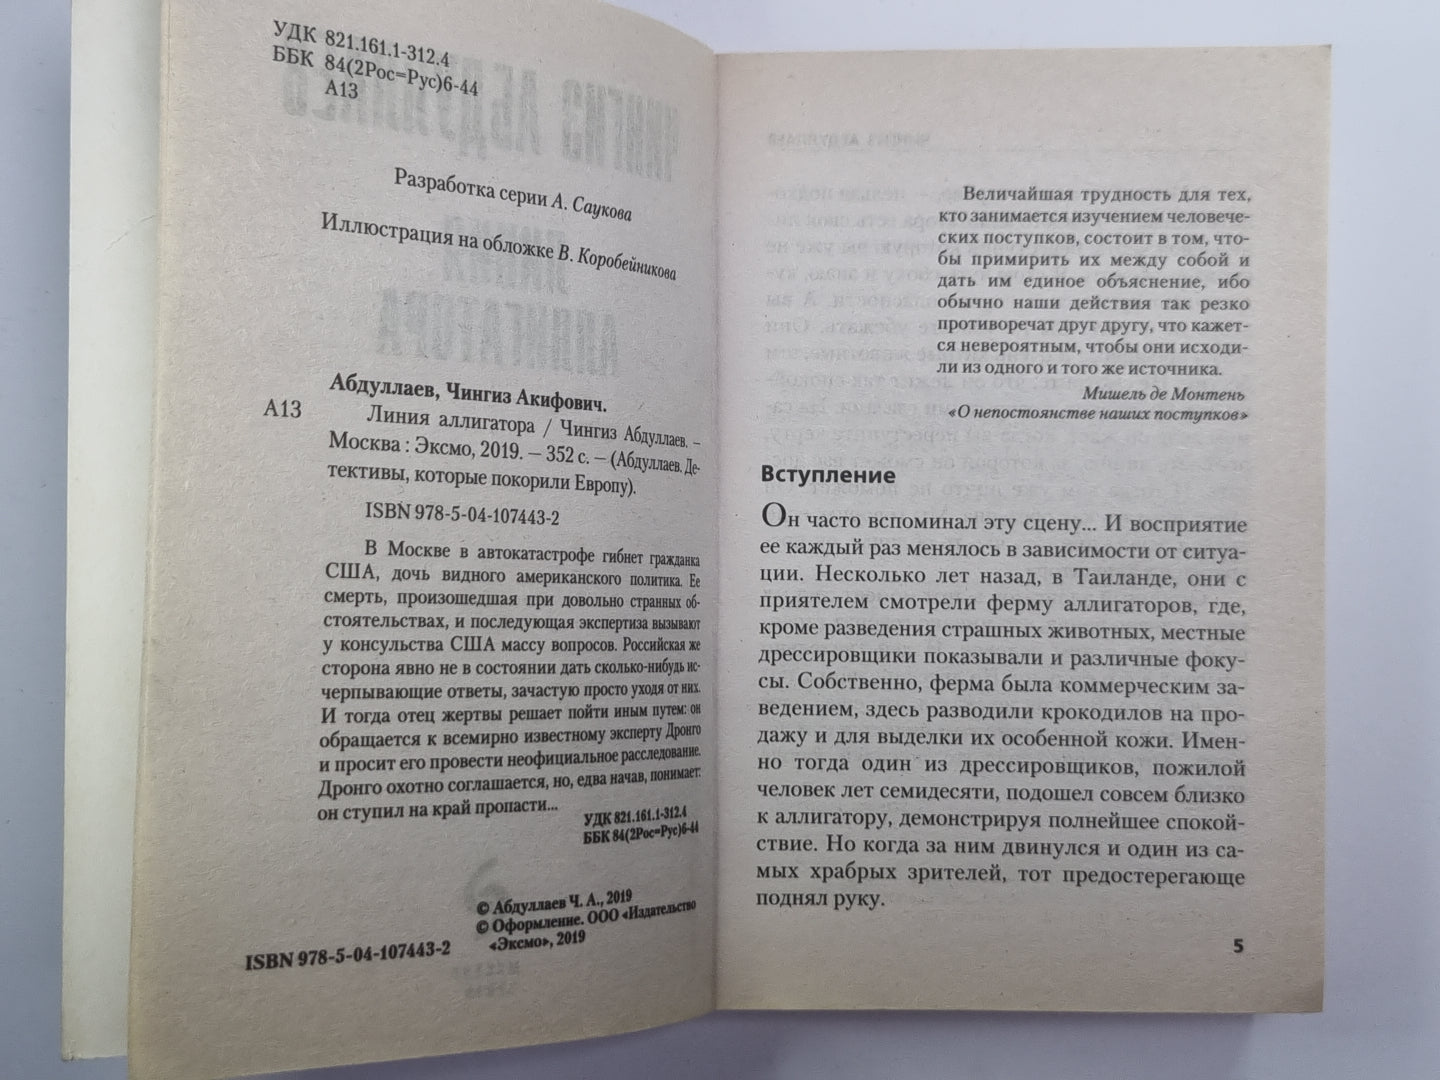 УДК 821.161.1-312.4
ББК 84(2Рос=Рус)6-44
А13
Разработка серии А. Саукова
Иллюстрация на обложке В. Коробейникова
Абдуллаев, Чингиз Акифович.
А13 Линия аллигатора / Чингиз Абдуллаев. –
Москва : Эксмо, 2019. – 352 с. – (Абдуллаев. Де-
тективы, которые покорили Европу).
ISBN 978-5-04-107443-2
В Москве в автокатастрофе гибнет гражданка
США, дочь видного американского политика. Ее
смерть, произошедшая при довольно странных об-
стоятельствах, и последующая экспертиза вызывают
у консульства США массу вопросов. Российская же
сторона явно не в состоянии дать сколько-нибудь ис-
черпывающие ответы, зачастую просто уходя от них.
И тогда отец жертвы решает пойти иным путем: он
обращается к всемирно известному эксперту Дронго
и просит его провести неофициальное расследование.
Дронго охотно соглашается, но, едва начав, понимает:
он ступил на край пропасти...
УДК 821.161.1-312.4
ББК 84(2Рос=Рус)6-44
© Абдуллаев Ч. А., 2019
© Оформление. ООО «Издательство
«Эксмо», 2019
ISBN 978-5-04-107443-2
Величайшая трудность для тех,
кто занимается изучением человече-
ских поступков, состоит в том, что-
бы примирить их между собой и
дать им единое объяснение, ибо
обычно наши действия так резко
противоречат друг другу, что кажет-
ся невероятным, чтобы они исходи-
ли из одного и того же источника.
Мишель де Монтень
«О непостоянстве наших поступков»
Вступление
Он часто вспоминал эту сцену... И восприятие
ее каждый раз менялось в зависимости от ситуа-
ции. Несколько лет назад, в Таиланде, они с
приятелем смотрели ферму аллигаторов, где,
кроме разведения страшных животных, местные
дрессировщики показывали и различные фоку-
сы. Собственно, ферма была коммерческим за-
ведением, здесь разводили крокодилов на про-
дажу и для выделки их особенной кожи. Имен-
но тогда один из дрессировщиков, пожилой
человек лет семидесяти, подошел совсем близко
к аллигатору, демонстрируя полнейшее спокой-
ствие. Но когда за ним двинулся и один из са-
мых храбрых зрителей, тот предостерегающе
поднял руку.
5